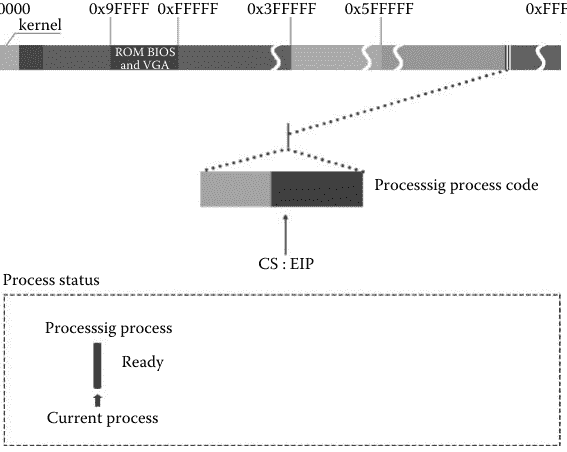 0000 0x9FFFF 0xFFFFF 0x3FFFFF 0x5FFFFF 0xFFF
kernel
ROM BIOS
and VGA
Processsig process code
CS : EIP
Process status
Processsig process
Ready
Current process